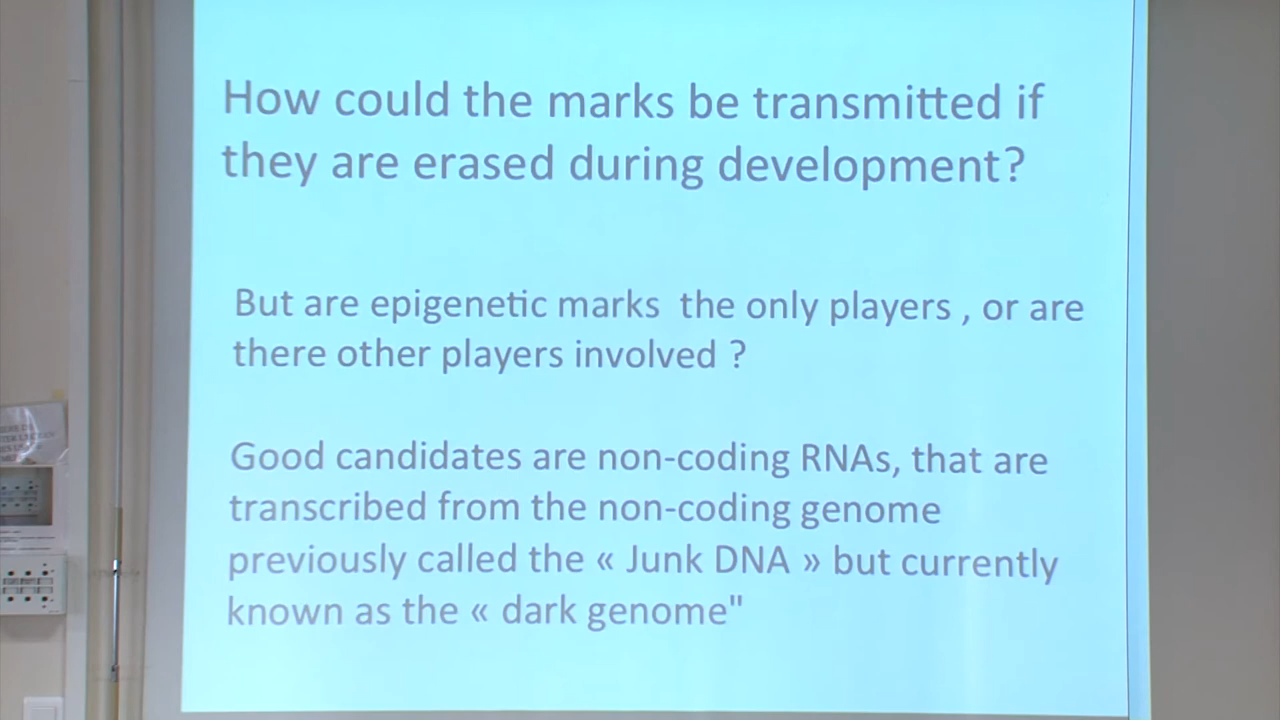 How could the marks be transmitted if
they are erased during development?
But are epigenetic marks the only players , or are
there other players involved ?
Good candidates are non-coding RNAs, that are
transcribed from the non-coding genome
previously called the « Junk DNA » but currently
known as the « dark genome"